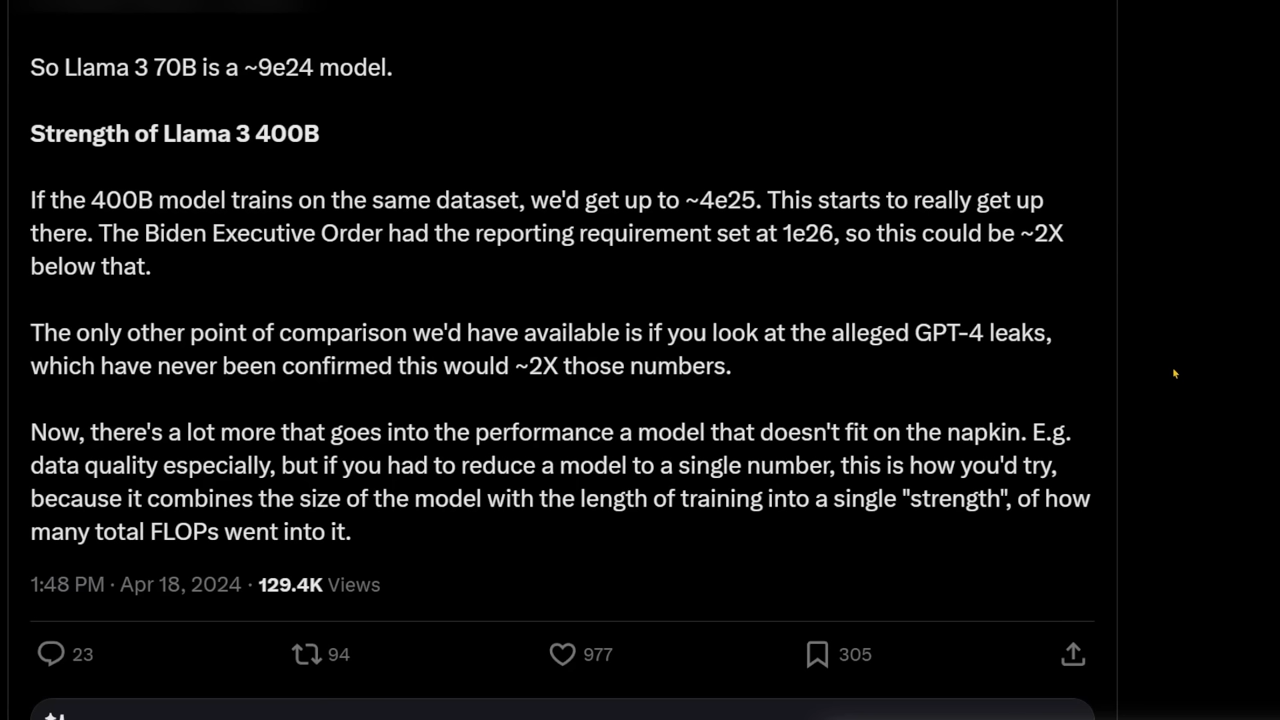 So Llama 3 70B is a ~9e24 model.
Strength of Llama 3 400B
If the 400B model trains on the same dataset, we'd get up to ~4e25. This starts to really get up
there. The Biden Executive Order had the reporting requirement set at 1e26, so this could be ~2X
below that.
The only other point of comparison we'd have available is if you look at the alleged GPT-4 leaks,
which have never been confirmed this would ~2X those numbers.
Now, there's a lot more that goes into the performance a model that doesn't fit on the napkin. E.g.
data quality especially, but if you had to reduce a model to a single number, this is how you'd try,
because it combines the size of the model with the length of training into a single "strength", of how
many total FLOPs went into it.
1:48 PM · Apr 18, 2024 · 129.4K Views
23 94 977 305